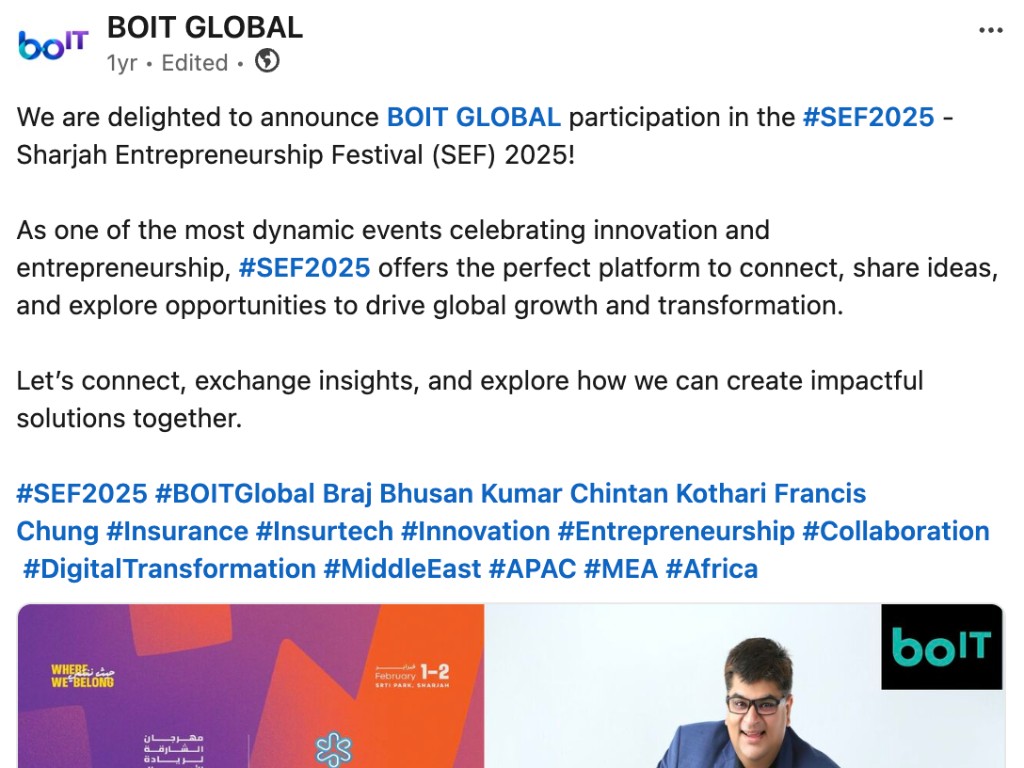 boIT
BOIT GLOBAL
1yr • Edited •
We are delighted to announce BOIT GLOBAL participation in the #SEF2025 -
Sharjah Entrepreneurship Festival (SEF) 2025!
As one of the most dynamic events celebrating innovation and
entrepreneurship, #SEF2025 offers the perfect platform to connect, share ideas,
and explore opportunities to drive global growth and transformation.
Let’s connect, exchange insights, and explore how we can create impactful
solutions together.
#SEF2025 #BOITGlobal Braj Bhusan Kumar Chintan Kothari Francis
Chung #Insurance #Insurtech #Innovation #Entrepreneurship #Collaboration
#DigitalTransformation #MiddleEast #APAC #MEA #Africa
WHERE
WE BELONG
فبراير
February 1–2
SRTI PARK, SHARJAH
مهرجان
الشارقة
لريادة
boIT